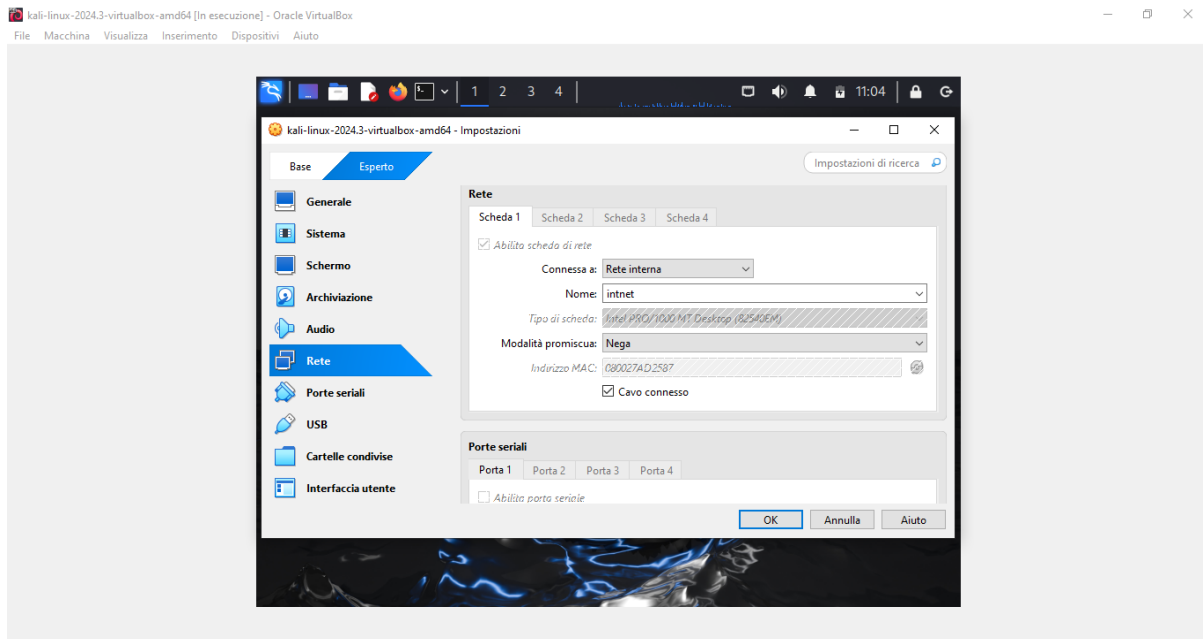 kali-linux-2024.3-virtualbox-amd64 [In esecuzione] - Oracle VirtualBox
File Macchina Visualizza Inserimento Dispositivi Aiuto
1 2 3 4 11:04
kali-linux-2024.3-virtualbox-amd64 - Impostazioni
Base Esperto Impostazioni di ricerca
Generale
Sistema
Schermo
Archiviazione
Audio
Rete
Porte seriali
USB
Cartelle condivise
Interfaccia utente
Rete
Scheda 1 Scheda 2 Scheda 3 Scheda 4
Abilita scheda di rete
Connessa a: Rete interna
Nome: intnet
Tipo di scheda: Intel PRO/1000 MT Desktop (82540EM)
Modalità promiscua: Nega
Indirizzo MAC: 080027AD2587
Cavo connesso
Porte seriali
Porta 1 Porta 2 Porta 3 Porta 4
Abilita porta seriale
OK Annulla Aiuto